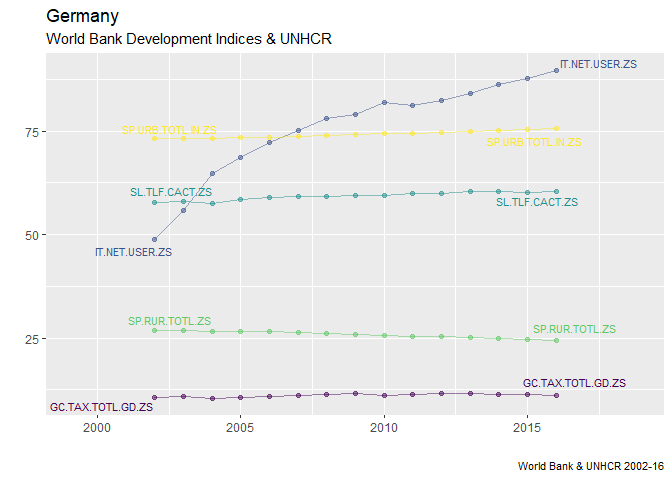 Germany
World Bank Development Indices & UNHCR
IT.NET.USER.ZS
75
SP.URB.TOTL.IN.ZS
SP.URB.TOTL.IN.ZS
SL.TLF.CACT.ZS
SL.TLF.CACT.ZS
50
IT.NET.USER.ZS
SP.RUR.TOTL.ZS
SP.RUR.TOTL.ZS
25
GC.TAX.TOTL.GD.ZS
GC.TAX.TOTL.GD.ZS
2000 2005 2010 2015
World Bank & UNHCR 2002-16